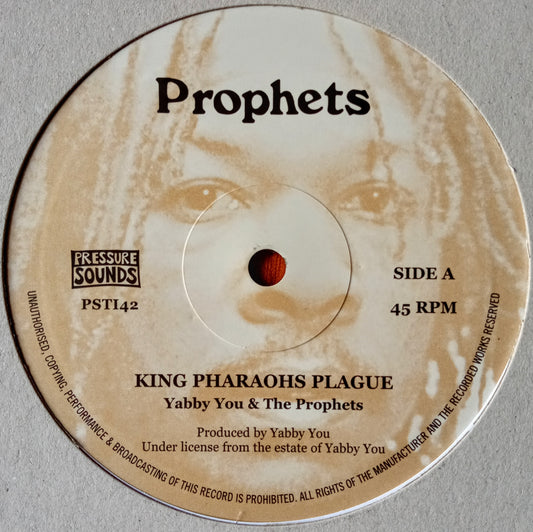 Prophets
PRESSURE
SOUNDS
PSTI42
SIDE A
45 RPM
KING PHARAOHS PLAGUE
Yabby You & The Prophets
Produced by Yabby You
Under license from the estate of Yabby You
UNAUTHORISED, COPYING, PERFORMANCE & BROADCASTING OF THIS RECORD IS PROHIBITED. ALL RIGHTS OF THE MANUFACTURER AND THE RECORDED WORKS RESERVED